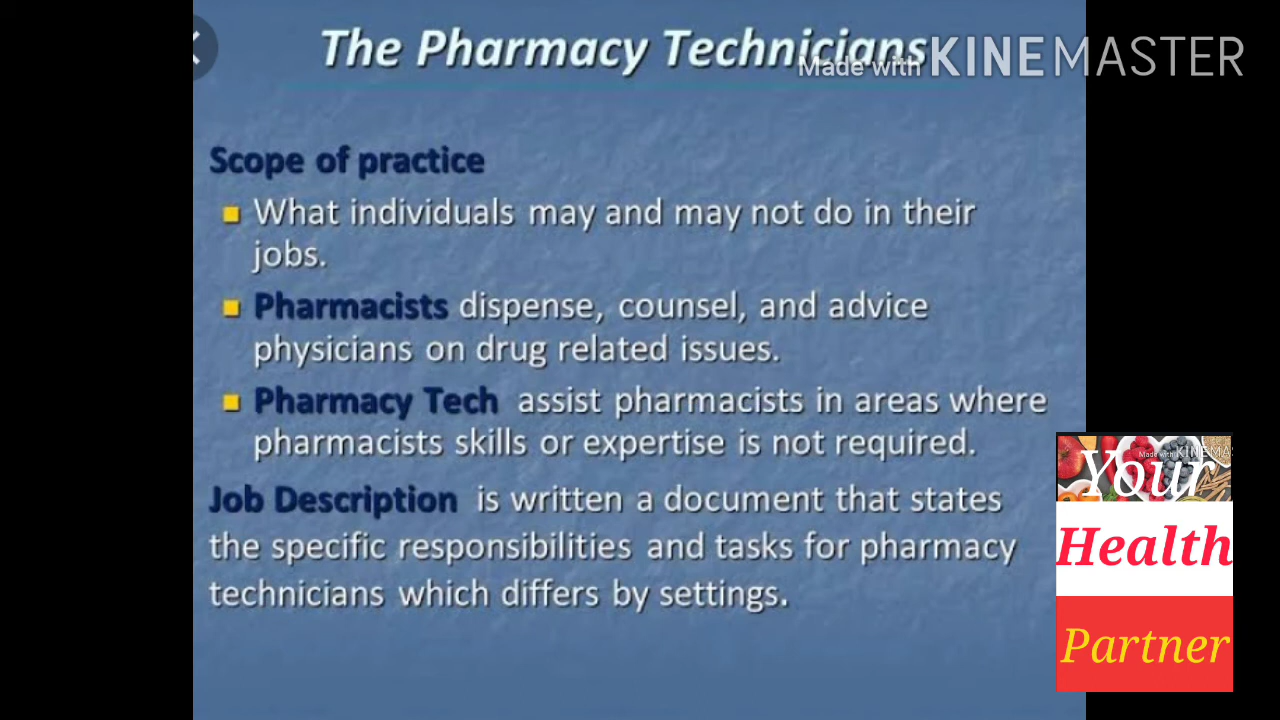 The Pharmacy Technicians
Made with KINEMASTER
Scope of practice
What individuals may and may not do in their
jobs.
Pharmacists dispense, counsel, and advice
physicians on drug related issues.
Pharmacy Tech assist pharmacists in areas where
pharmacists skills or expertise is not required.
Job Description is written a document that states
the specific responsibilities and tasks for pharmacy
technicians which differs by settings.
Made with KINEMA
Your
Health
Partner